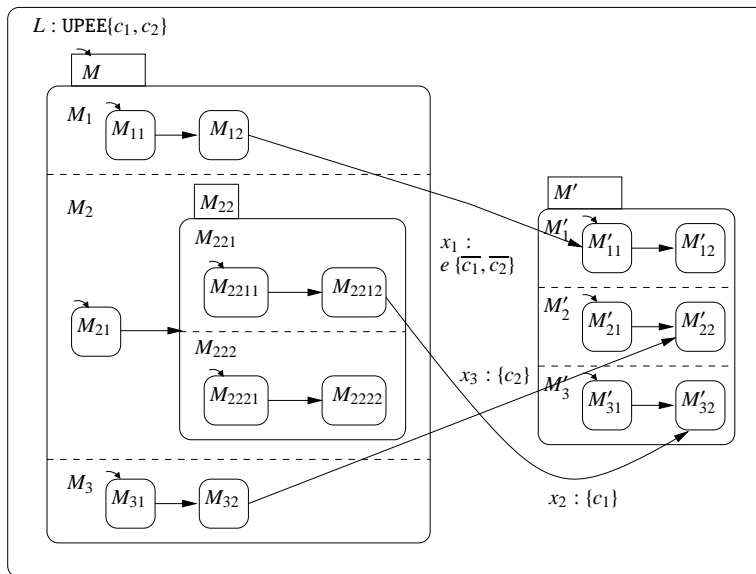 L : UPEE{c₁, c₂}
M
M₁
M₁₁
M₁₂
M₂
M₂₁
M₂₂
M₂₂₁
M₂₂₁₁
M₂₂₁₂
M₂₂₂
M₂₂₂₁
M₂₂₂₂
M₃
M₃₁
M₃₂
x₁ :
e {c̅₁̅, c̅₂̅}
x₃ : {c₂}
x₂ : {c₁}
M′
M′₁
M′₁₁
M′₁₂
M′₂
M′₂₁
M′₂₂
M′₃
M′₃₁
M′₃₂